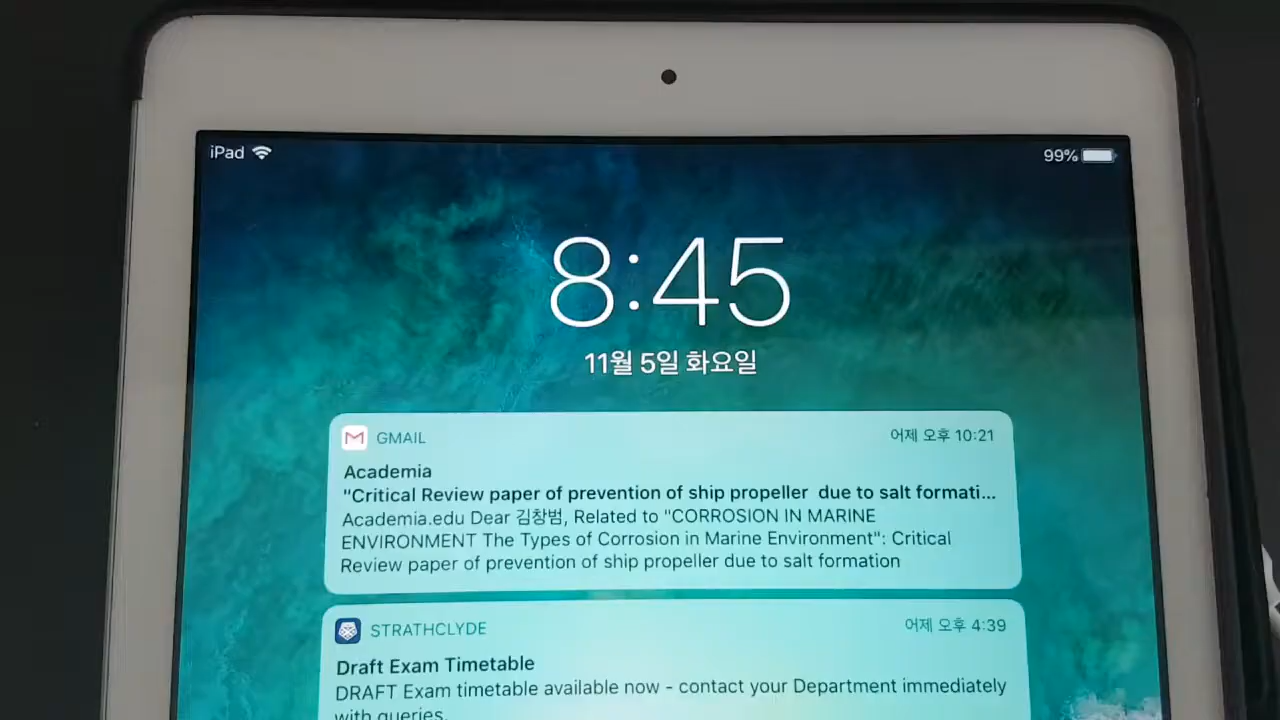 iPad
99%
8:45
11월 5일 화요일
GMAIL
어제 오후 10:21
Academia
"Critical Review paper of prevention of ship propeller due to salt formati...
Academia.edu Dear 김창범, Related to "CORROSION IN MARINE
ENVIRONMENT The Types of Corrosion in Marine Environment": Critical
Review paper of prevention of ship propeller due to salt formation
STRATHCLYDE
어제 오후 4:39
Draft Exam Timetable
DRAFT Exam timetable available now - contact your Department immediately
with queries.